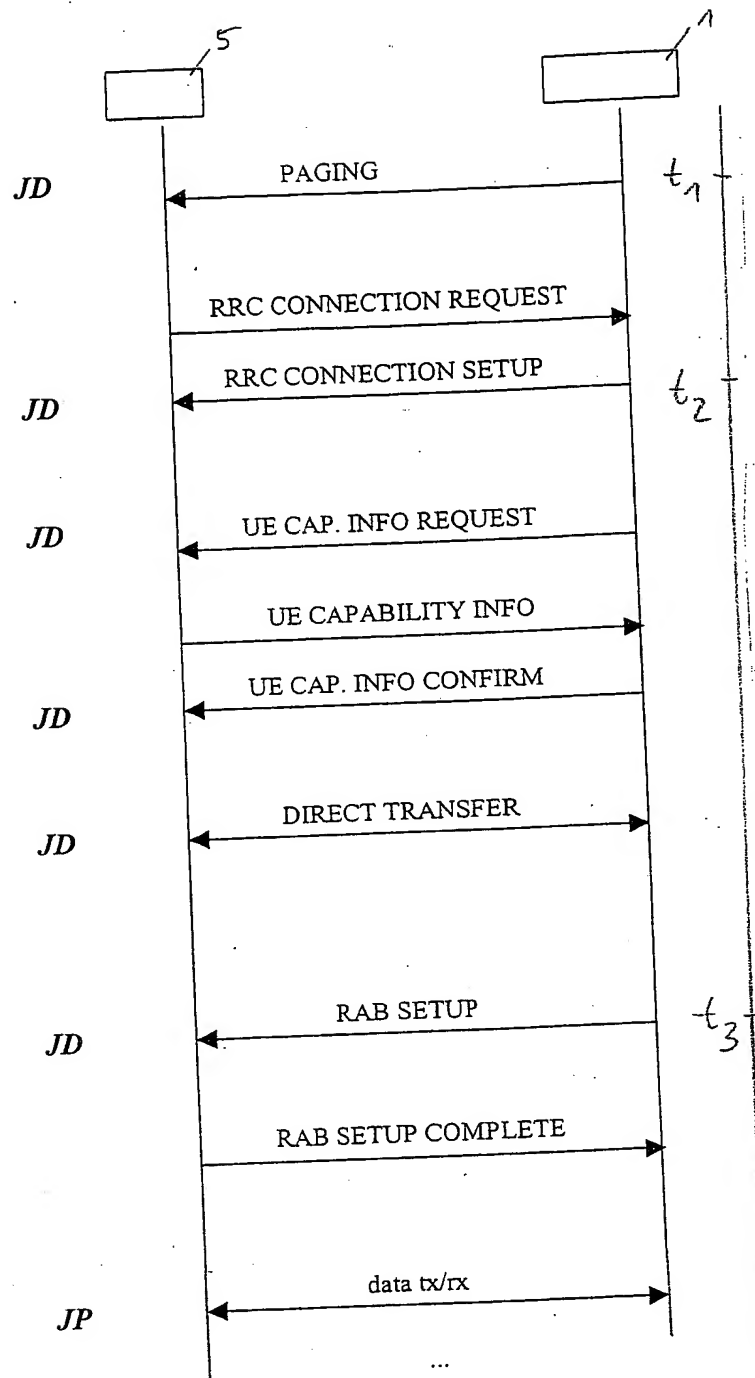 5
1
PAGING
JD
t₁
RRC CONNECTION REQUEST
RRC CONNECTION SETUP
JD
t₂
UE CAP. INFO REQUEST
JD
UE CAPABILITY INFO
UE CAP. INFO CONFIRM
JD
DIRECT TRANSFER
JD
RAB SETUP
JD
t₃
RAB SETUP COMPLETE
data tx/rx
JP
...